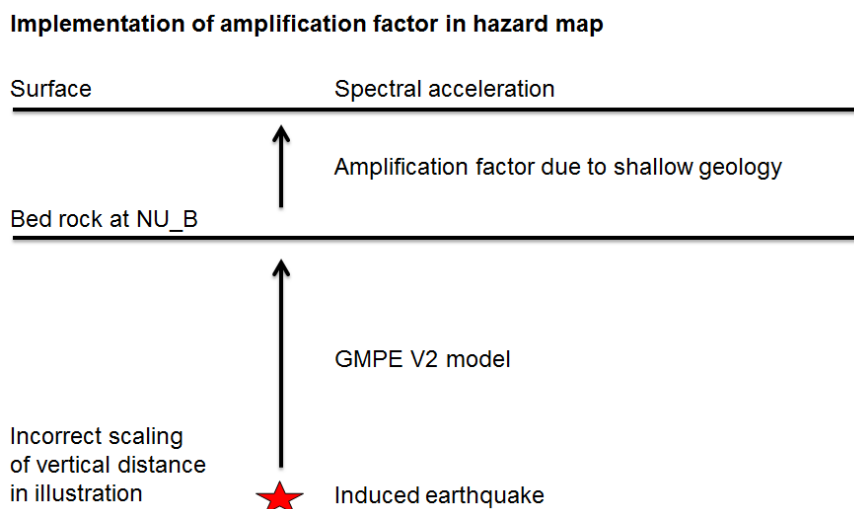 Implementation of amplification factor in hazard map
Surface
Spectral acceleration
Amplification factor due to shallow geology
Bed rock at NU_B
GMPE V2 model
Incorrect scaling
of vertical distance
in illustration
Induced earthquake